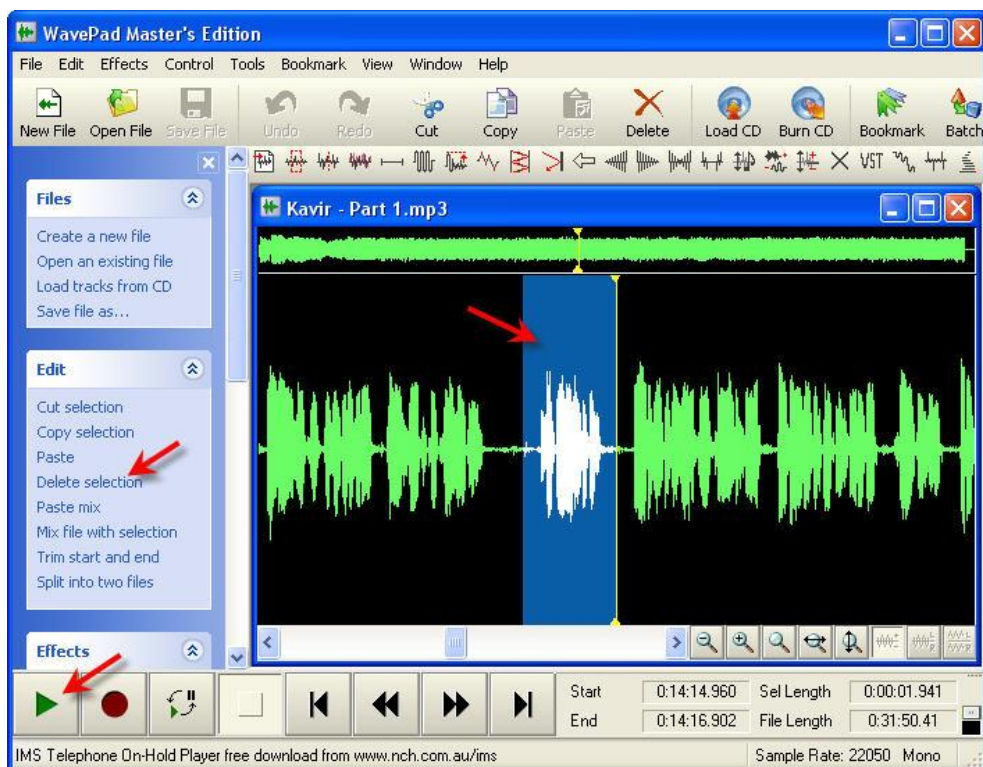 WavePad Master's Edition
File Edit Effects Control Tools Bookmark View Window Help
New File Open File Save File Undo Redo Cut Copy Paste Delete Load CD Burn CD Bookmark Batch
VST
Files
Create a new file
Open an existing file
Load tracks from CD
Save file as...
Edit
Cut selection
Copy selection
Paste
Delete selection
Paste mix
Mix file with selection
Trim start and end
Split into two files
Effects
Kavir - Part 1.mp3
Start 0:14:14.960 Sel Length 0:00:01.941
End 0:14:16.902 File Length 0:31:50.41
IMS Telephone On-Hold Player free download from www.nch.com.au/ims Sample Rate: 22050 Mono